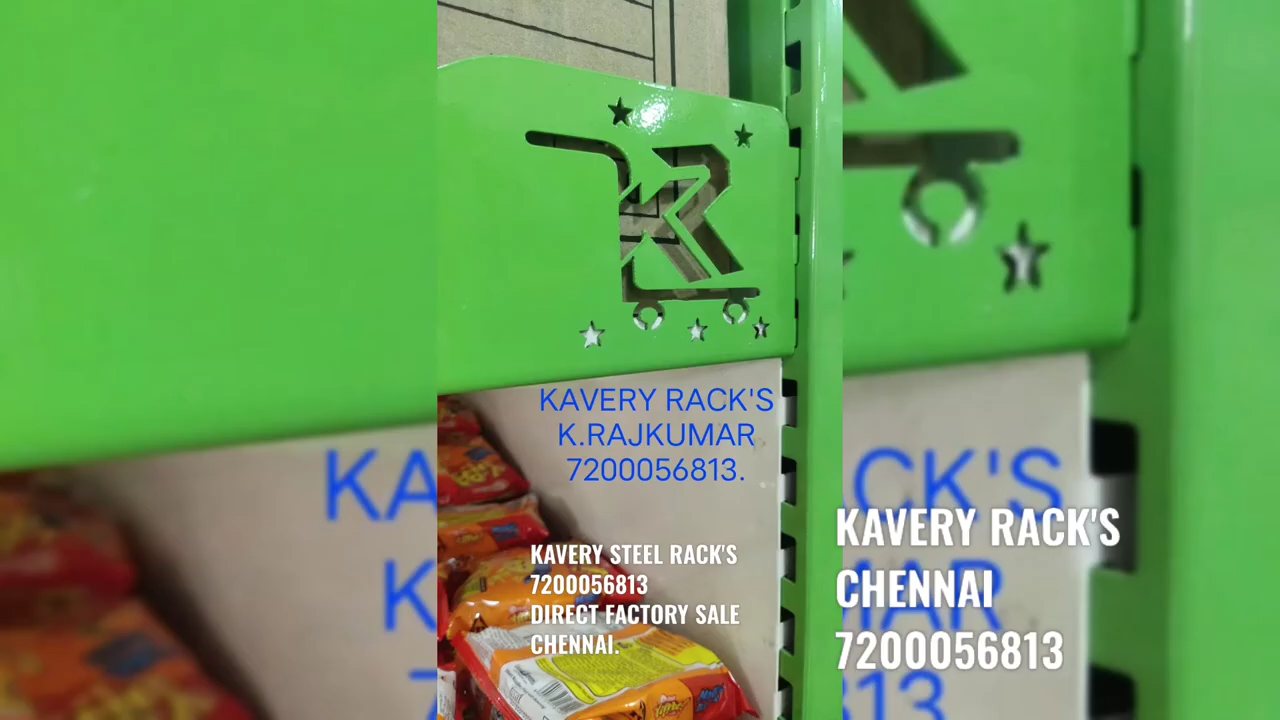 KAVERY RACK'S
K.RAJKUMAR
7200056813.
KAVERY STEEL RACK'S
7200056813
DIRECT FACTORY SALE
CHENNAI.
KAVERY RACK'S
CHENNAI
7200056813